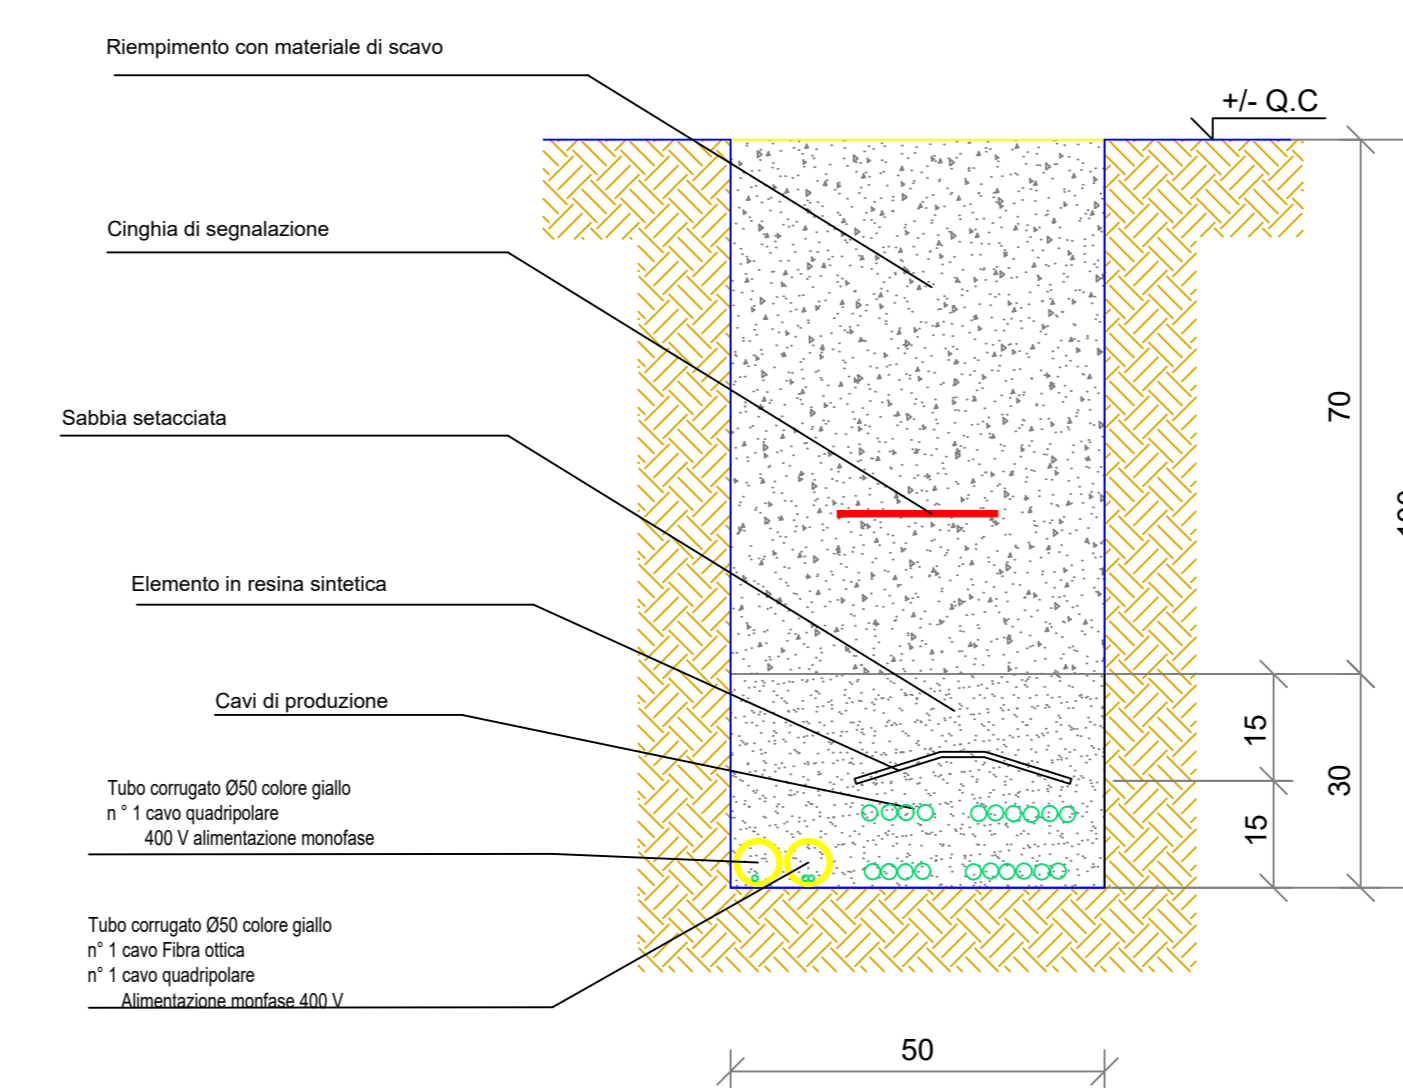 Riempimento con materiale di scavo
+/- Q.C
Cinghia di segnalazione
70
Sabbia setacciata
Elemento in resina sintetica
Cavi di produzione
15
30
15
Tubo corrugato Ø50 colore giallo
n ° 1 cavo quadripolare
400 V alimentazione monofase
Tubo corrugato Ø50 colore giallo
n° 1 cavo Fibra ottica
n° 1 cavo quadripolare
Alimentazione monfase 400 V
50